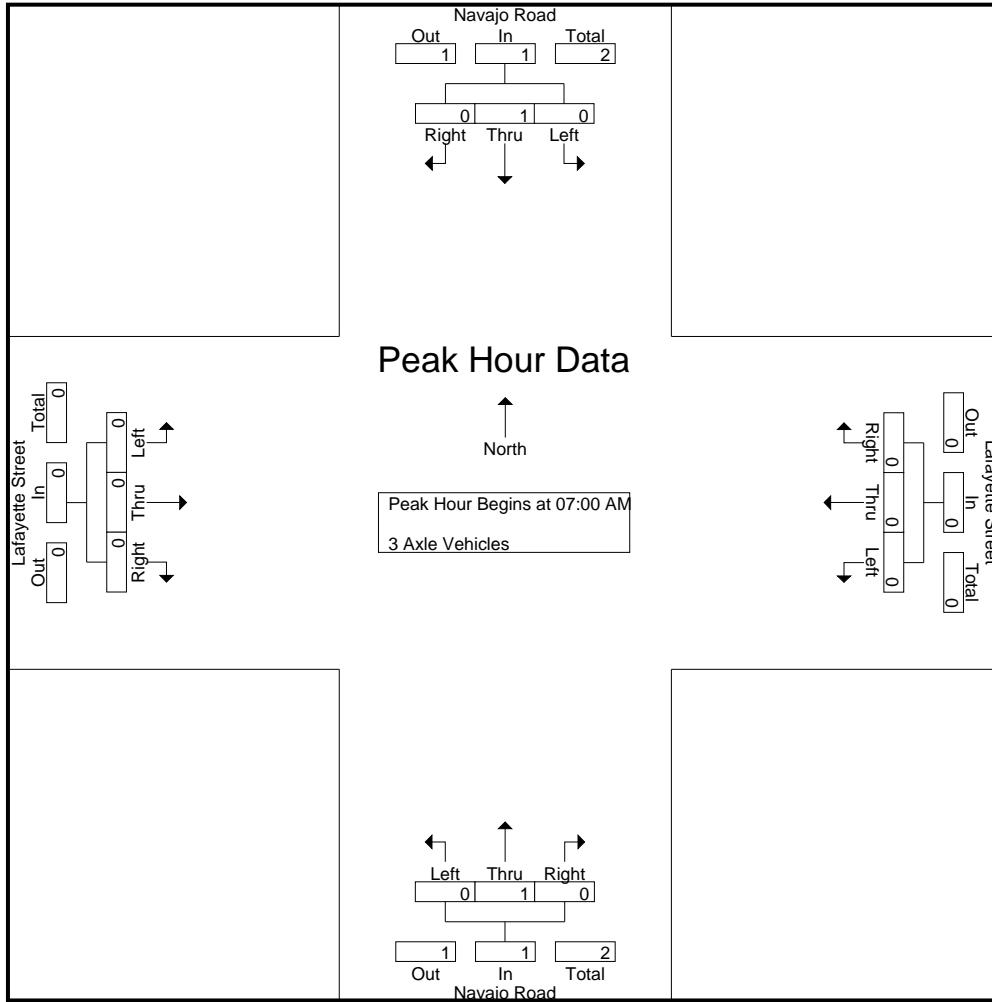 Navajo Road
Out In Total
1 1 2
0 1 0
Right Thru Left
Peak Hour Data
North
Peak Hour Begins at 07:00 AM
3 Axle Vehicles
Lafayette Street
Out In Total
0 0 0
0 0 0
Left Thru Right
Lafayette Street
Out In Total
0 0 0
0 0 0
Right Thru Left
Left Thru Right
0 1 0
1 1 2
Out In Total
Navajo Road